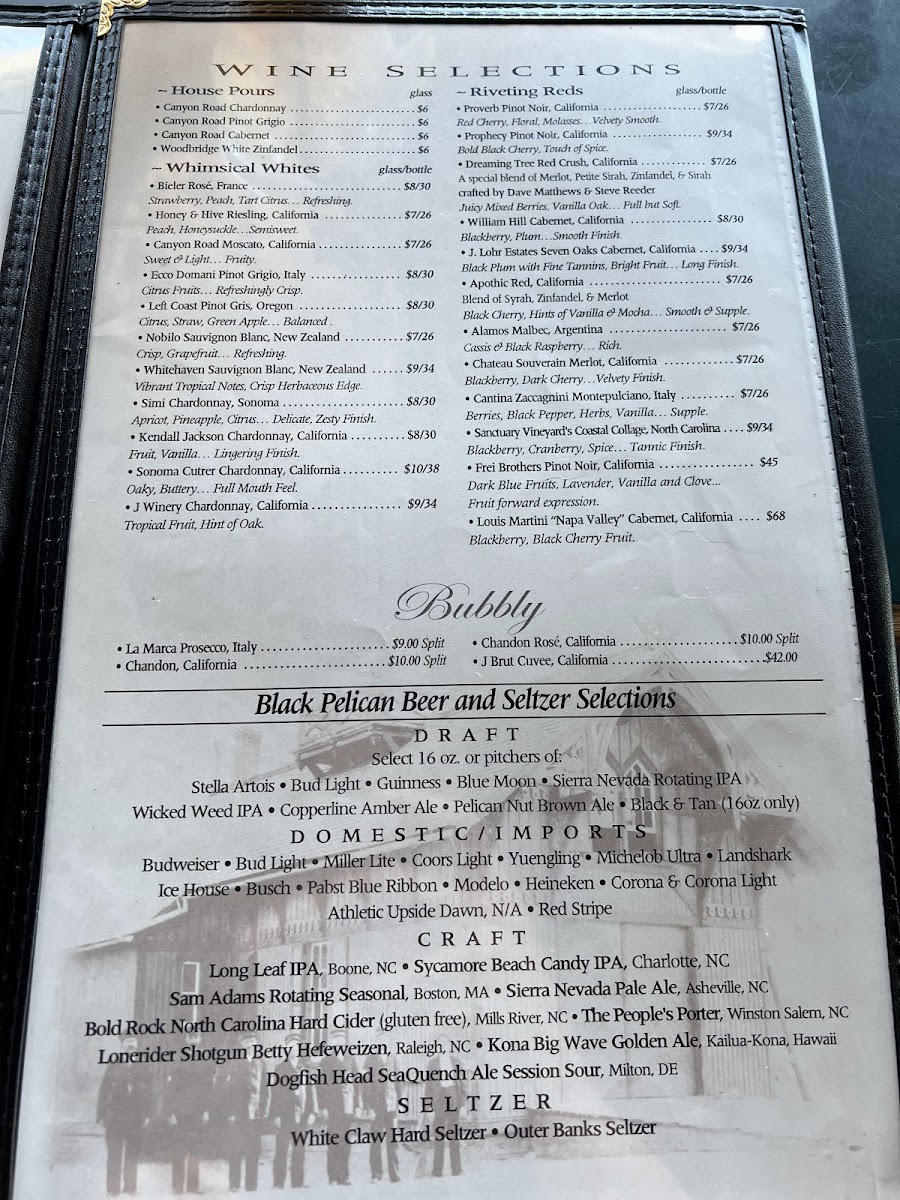 WINE SELECTIONS
~ House Pours glass
• Canyon Road Chardonnay $6
• Canyon Road Pinot Grigio $6
• Canyon Road Cabernet $6
• Woodbridge White Zinfandel $6
~ Whimsical Whites glass/bottle
• Bieler Rosé, France $8/30
Strawberry, Peach, Tart Citrus… Refreshing.
• Honey & Hive Riesling, California $7/26
Peach, Honeysuckle…Semisweet.
• Canyon Road Moscato, California $7/26
Sweet & Light… Fruity.
• Ecco Domani Pinot Grigio, Italy $8/30
Citrus Fruits… Refreshingly Crisp.
• Left Coast Pinot Gris, Oregon $8/30
Citrus, Straw, Green Apple… Balanced .
• Nobilo Sauvignon Blanc, New Zealand $7/26
Crisp, Grapefruit… Refreshing.
• Whitehaven Sauvignon Blanc, New Zealand $9/34
Vibrant Tropical Notes, Crisp Herbaceous Edge.
• Simi Chardonnay, Sonoma $8/30
Apricot, Pineapple, Citrus… Delicate, Zesty Finish.
• Kendall Jackson Chardonnay, California $8/30
Fruit, Vanilla… Lingering Finish.
• Sonoma Cutrer Chardonnay, California $10/38
Oaky, Buttery… Full Mouth Feel.
• J Winery Chardonnay, California $9/34
Tropical Fruit, Hint of Oak.
~ Riveting Reds glass/bottle
• Proverb Pinot Noir, California $7/26
Red Cherry, Floral, Molasses… Velvety Smooth.
• Prophecy Pinot Noir, California $9/34
Bold Black Cherry, Touch of Spice.
• Dreaming Tree Red Crush, California $7/26
A special blend of Merlot, Petite Sirah, Zinfandel, & Sirah
crafted by Dave Matthews & Steve Reeder
Juicy Mixed Berries, Vanilla Oak… Full but Soft.
• William Hill Cabernet, California $8/30
Blackberry, Plum…Smooth Finish.
• J. Lohr Estates Seven Oaks Cabernet, California $9/34
Black Plum with Fine Tannins, Bright Fruit… Long Finish.
• Apothic Red, California $7/26
Blend of Syrah, Zinfandel, & Merlot
Black Cherry, Hints of Vanilla & Mocha… Smooth & Supple.
• Alamos Malbec, Argentina $7/26
Cassis & Black Raspberry… Rich.
• Chateau Souverain Merlot, California $7/26
Blackberry, Dark Cherry…Velvety Finish.
• Cantina Zaccagnini Montepulciano, Italy $7/26
Berries, Black Pepper, Herbs, Vanilla… Supple.
• Sanctuary Vineyard's Coastal Collage, North Carolina $9/34
Blackberry, Cranberry, Spice… Tannic Finish.
• Frei Brothers Pinot Noir, California $45
Dark Blue Fruits, Lavender, Vanilla and Clove...
Fruit forward expression.
• Louis Martini “Napa Valley” Cabernet, California $68
Blackberry, Black Cherry Fruit.
Bubbly
• La Marca Prosecco, Italy $9.00 Split
• Chandon, California $10.00 Split
• Chandon Rosé, California $10.00 Split
• J Brut Cuvee, California $42.00
Black Pelican Beer and Seltzer Selections
DRAFT
Select 16 oz. or pitchers of:
Stella Artois • Bud Light • Guinness • Blue Moon • Sierra Nevada Rotating IPA
Wicked Weed IPA • Copperline Amber Ale • Pelican Nut Brown Ale • Black & Tan (16oz only)
DOMESTIC/IMPORTS
Budweiser • Bud Light • Miller Lite • Coors Light • Yuengling • Michelob Ultra • Landshark
Ice House • Busch • Pabst Blue Ribbon • Modelo • Heineken • Corona & Corona Light
Athletic Upside Dawn, N/A • Red Stripe
CRAFT
Long Leaf IPA, Boone, NC • Sycamore Beach Candy IPA, Charlotte, NC
Sam Adams Rotating Seasonal, Boston, MA • Sierra Nevada Pale Ale, Asheville, NC
Bold Rock North Carolina Hard Cider (gluten free), Mills River, NC • The People's Porter, Winston Salem, NC
Lonerider Shotgun Betty Hefeweizen, Raleigh, NC • Kona Big Wave Golden Ale, Kailua-Kona, Hawaii
Dogfish Head SeaQuench Ale Session Sour, Milton, DE
SELTZER
White Claw Hard Seltzer • Outer Banks Seltzer